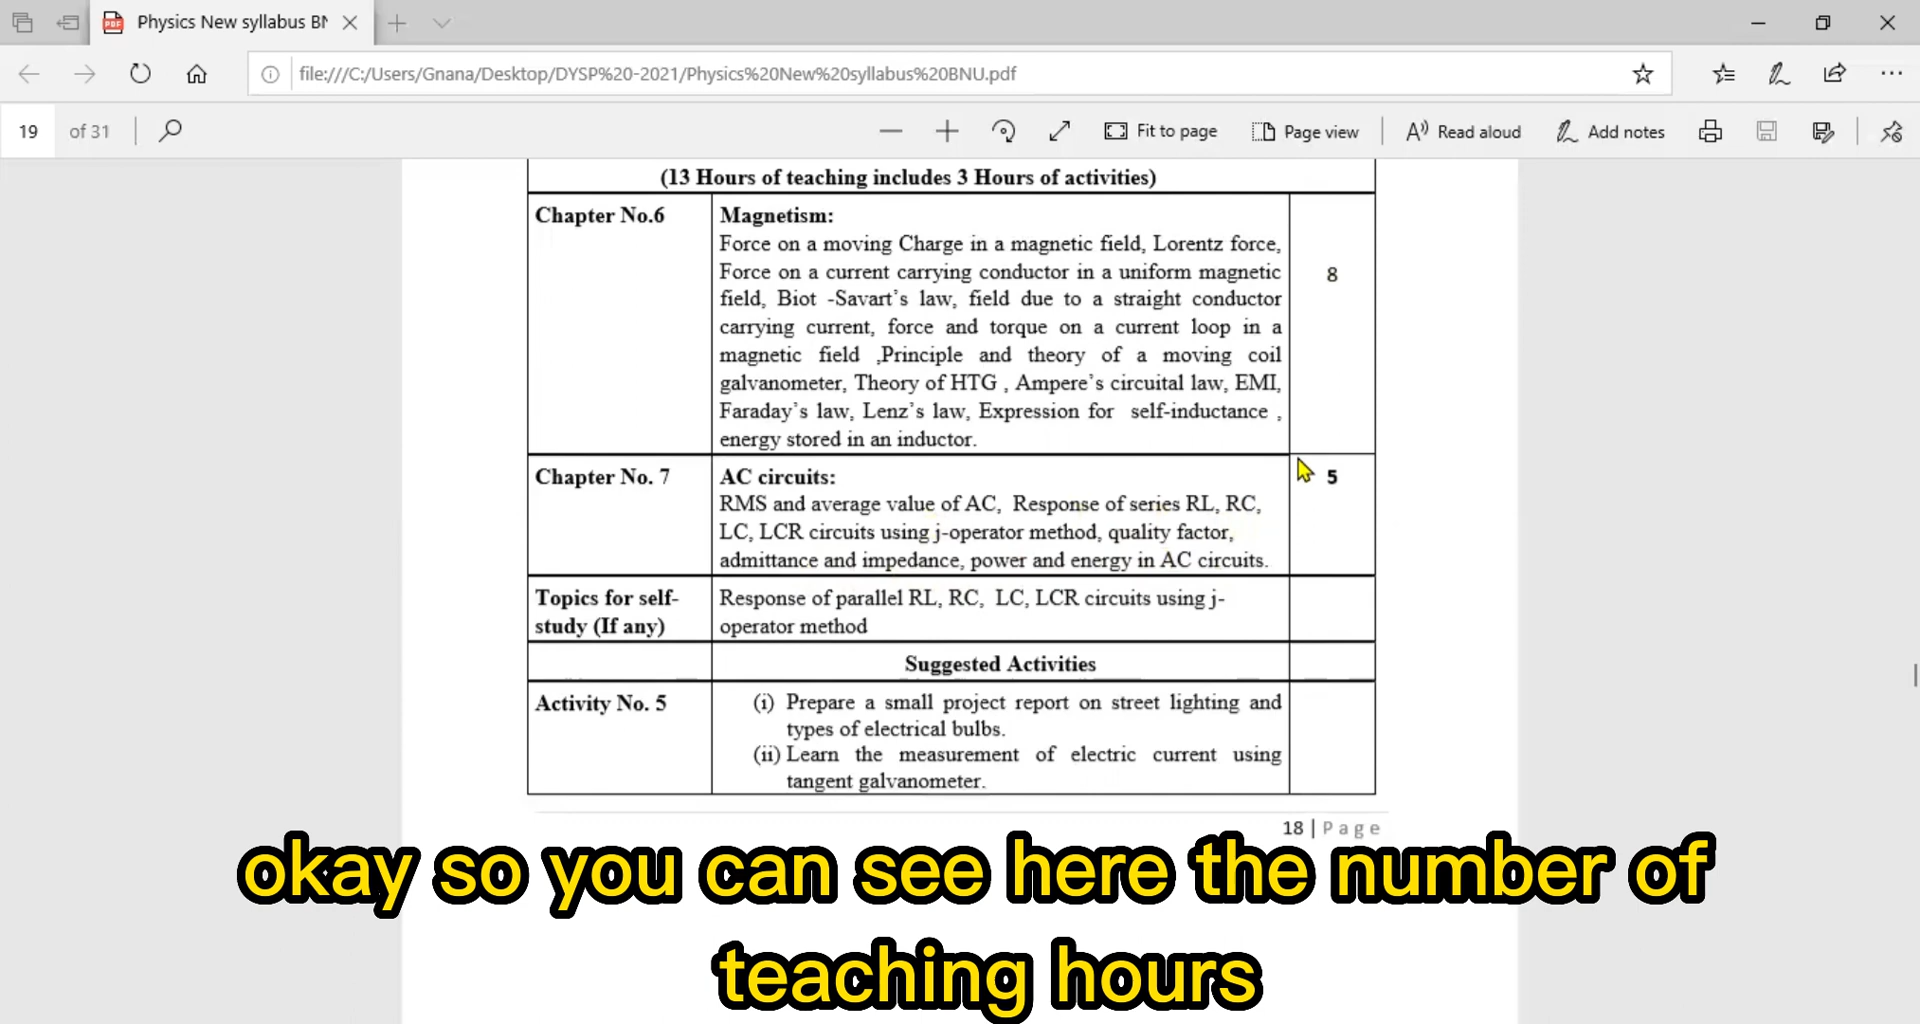 Physics New syllabus BN
file:///C:/Users/Gnana/Desktop/DYSP%20-2021/Physics%20New%20syllabus%20BNU.pdf
19 of 31
Fit to page
Page view
Read aloud
Add notes
(13 Hours of teaching includes 3 Hours of activities)
Chapter No.6
Magnetism:
Force on a moving Charge in a magnetic field, Lorentz force,
Force on a current carrying conductor in a uniform magnetic
field, Biot -Savart's law, field due to a straight conductor
carrying current, force and torque on a current loop in a
magnetic field ,Principle and theory of a moving coil
galvanometer, Theory of HTG , Ampere's circuital law, EMI,
Faraday's law, Lenz's law, Expression for self-inductance ,
energy stored in an inductor.
8
Chapter No. 7
AC circuits:
RMS and average value of AC, Response of series RL, RC,
LC, LCR circuits using j-operator method, quality factor,
admittance and impedance, power and energy in AC circuits.
5
Topics for self-
study (If any)
Response of parallel RL, RC, LC, LCR circuits using j-
operator method
Suggested Activities
Activity No. 5
(i) Prepare a small project report on street lighting and
types of electrical bulbs.
(ii) Learn the measurement of electric current using
tangent galvanometer.
18 | Page
okay so you can see here the number of
teaching hours